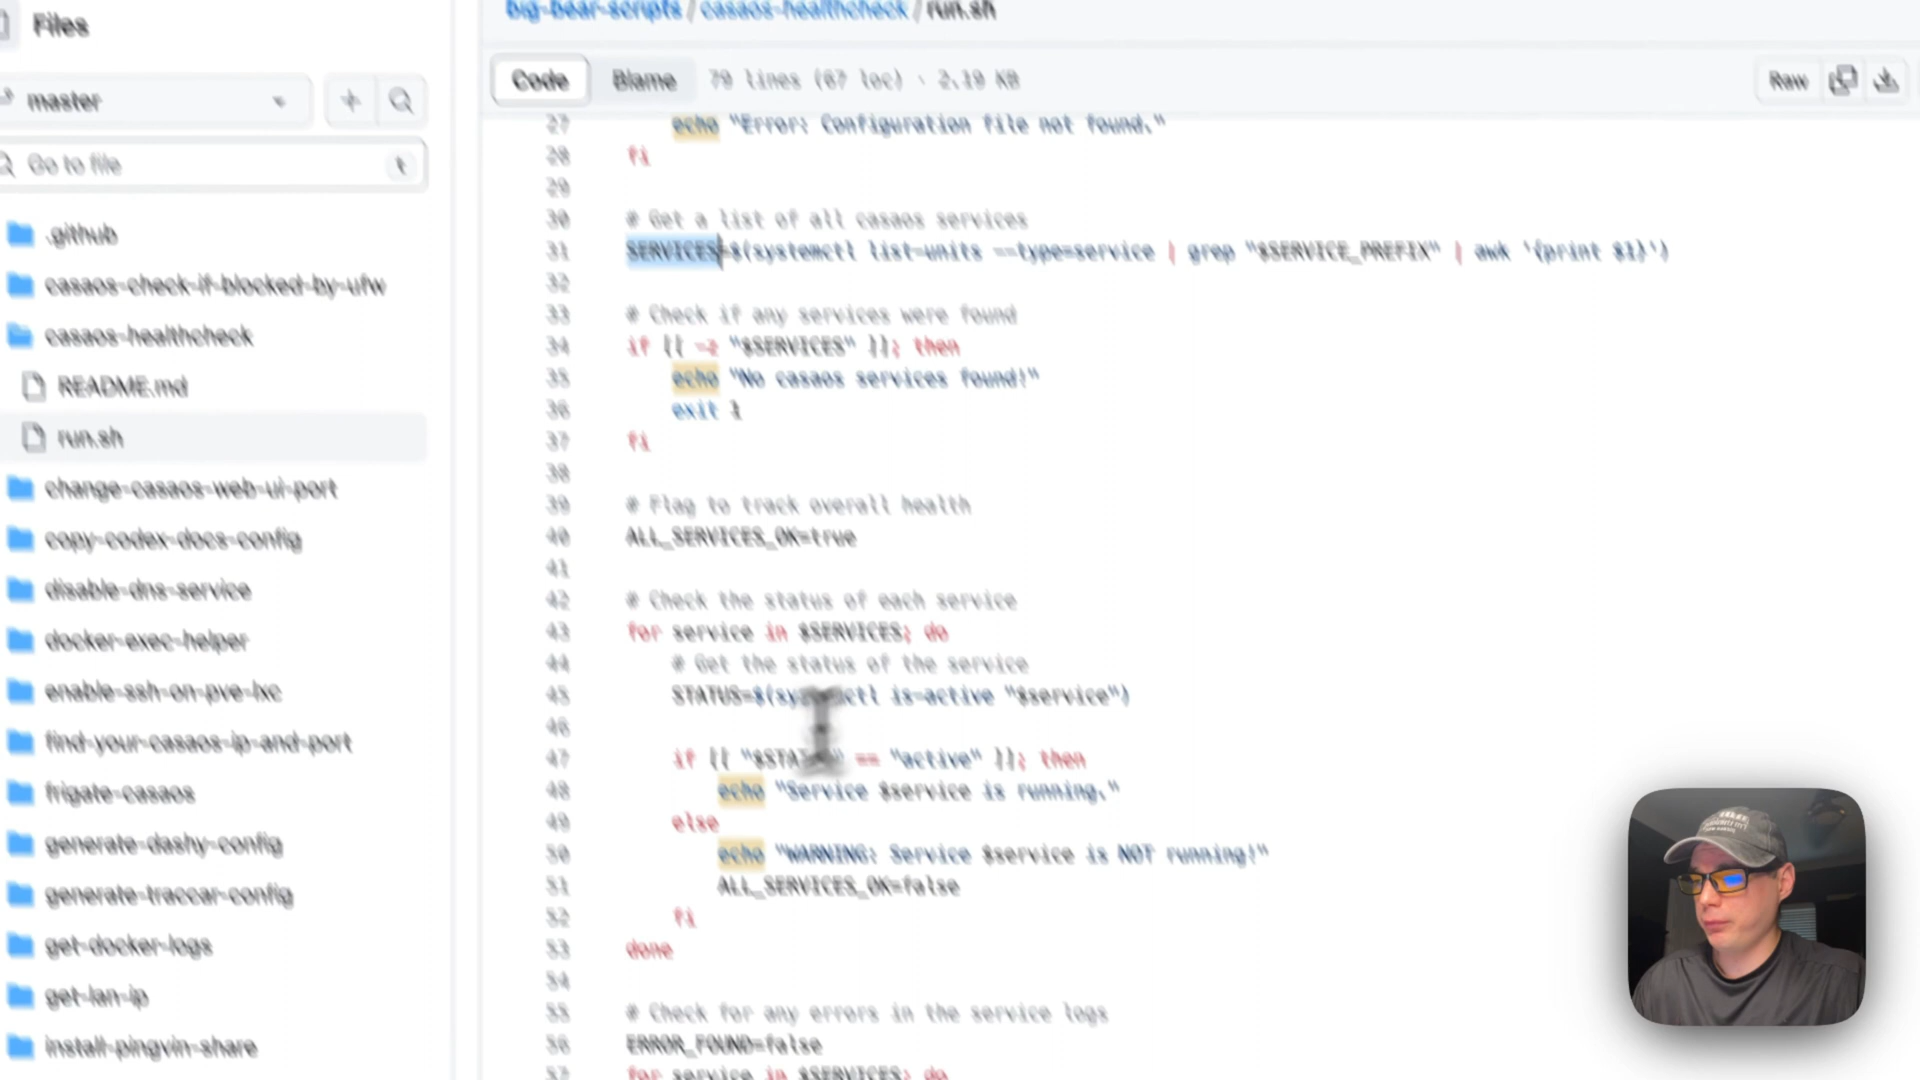 Files
master
Go to file
t
.github
casaos-check-if-blocked-by-ufw
casaos-healthcheck
README.md
run.sh
change-casaos-web-ui-port
copy-codex-docs-config
disable-dns-service
docker-exec-helper
enable-ssh-on-pve-lxc
find-your-casaos-ip-and-port
frigate-casaos
generate-dashy-config
generate-traccar-config
get-docker-logs
get-lan-ip
install-pingvin-share
big-bear-scripts / casaos-healthcheck / run.sh
Code Blame 79 lines (67 loc) · 2.19 KB Raw
27 echo "Error: Configuration file not found."
28 fi
29
30 # Get a list of all casaos services
31 SERVICES=$(systemctl list-units --type=service | grep "$SERVICE_PREFIX" | awk '{print $1}')
32
33 # Check if any services were found
34 if [[ -z "$SERVICES" ]]; then
35 echo "No casaos services found!"
36 exit 1
37 fi
38
39 # Flag to track overall health
40 ALL_SERVICES_OK=true
41
42 # Check the status of each service
43 for service in $SERVICES; do
44 # Get the status of the service
45 STATUS=$(systemctl is-active "$service")
46
47 if [[ "$STATUS" == "active" ]]; then
48 echo "Service $service is running."
49 else
50 echo "WARNING: Service $service is NOT running!"
51 ALL_SERVICES_OK=false
52 fi
53 done
54
55 # Check for any errors in the service logs
56 ERROR_FOUND=false
57 for service in $SERVICES; do